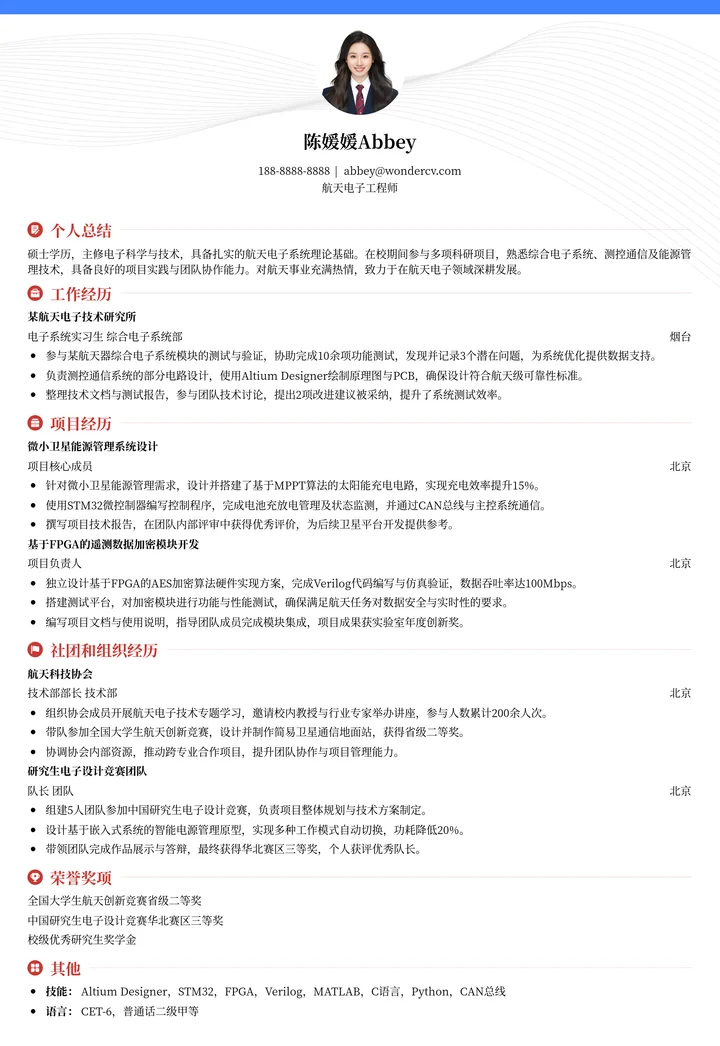 陈媛媛Abbey
188-8888-8888 | abbey@wondercv.com
航天电子工程师
个人总结
硕士学历，主修电子科学与技术，具备扎实的航天电子系统理论基础。在校期间参与多项科研项目，熟悉综合电子系统、测控通信及能源管
理技术，具备良好的项目实践与团队协作能力。对航天事业充满热情，致力于在航天电子领域深耕发展。
工作经历
某航天电子技术研究所
电子系统实习生 综合电子系统部 烟台
• 参与某航天器综合电子系统模块的测试与验证，协助完成10余项功能测试，发现并记录3个潜在问题，为系统优化提供数据支持。
• 负责测控通信系统的部分电路设计，使用Altium Designer绘制原理图与PCB，确保设计符合航天级可靠性标准。
• 整理技术文档与测试报告，参与团队技术讨论，提出2项改进建议被采纳，提升了系统测试效率。
项目经历
微小卫星能源管理系统设计
项目核心成员 北京
• 针对微小卫星能源管理需求，设计并搭建了基于MPPT算法的太阳能充电电路，实现充电效率提升15%。
• 使用STM32微控制器编写控制程序，完成电池充放电管理及状态监测，并通过CAN总线与主控系统通信。
• 撰写项目技术报告，在团队内部评审中获得优秀评价，为后续卫星平台开发提供参考。
基于FPGA的遥测数据加密模块开发
项目负责人 北京
• 独立设计基于FPGA的AES加密算法硬件实现方案，完成Verilog代码编写与仿真验证，数据吞吐率达100Mbps。
• 搭建测试平台，对加密模块进行功能与性能测试，确保满足航天任务对数据安全与实时性的要求。
• 编写项目文档与使用说明，指导团队成员完成模块集成，项目成果获实验室年度创新奖。
社团和组织经历
航天科技协会
技术部部长 技术部 北京
• 组织协会成员开展航天电子技术专题学习，邀请校内教授与行业专家举办讲座，参与人数累计200余人次。
• 带队参加全国大学生航天创新竞赛，设计并制作简易卫星通信地面站，获得省级二等奖。
• 协调协会内部资源，推动跨专业合作项目，提升团队协作与项目管理能力。
研究生电子设计竞赛团队
队长 团队 北京
• 组建5人团队参加中国研究生电子设计竞赛，负责项目整体规划与技术方案制定。
• 设计基于嵌入式系统的智能电源管理原型，实现多种工作模式自动切换，功耗降低20%。
• 带领团队完成作品展示与答辩，最终获得华北赛区三等奖，个人获评优秀队长。
荣誉奖项
全国大学生航天创新竞赛省级二等奖
中国研究生电子设计竞赛华北赛区三等奖
校级优秀研究生奖学金
其他
• 技能： Altium Designer，STM32，FPGA，Verilog，MATLAB，C语言，Python，CAN总线
• 语言： CET-6，普通话二级甲等